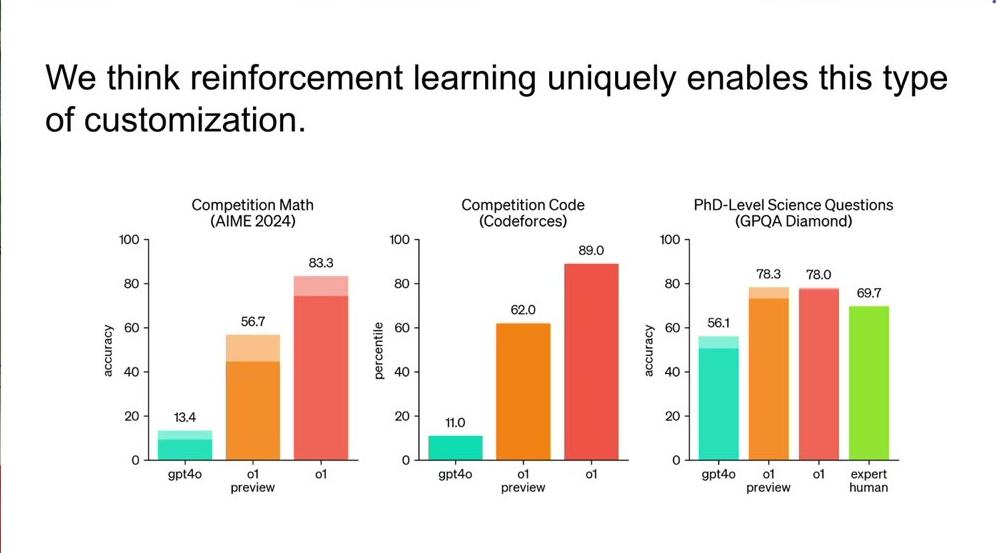 We think reinforcement learning uniquely enables this type
of customization.
Competition Math
(AIME 2024)
accuracy
100
80
60
40
20
0
13.4
56.7
83.3
gpt4o
o1
preview
o1
Competition Code
(Codeforces)
percentile
100
80
60
40
20
0
11.0
62.0
89.0
gpt4o
o1
preview
o1
PhD-Level Science Questions
(GPQA Diamond)
accuracy
100
80
60
40
20
0
56.1
78.3
78.0
69.7
gpt4o
o1
preview
o1
expert
human